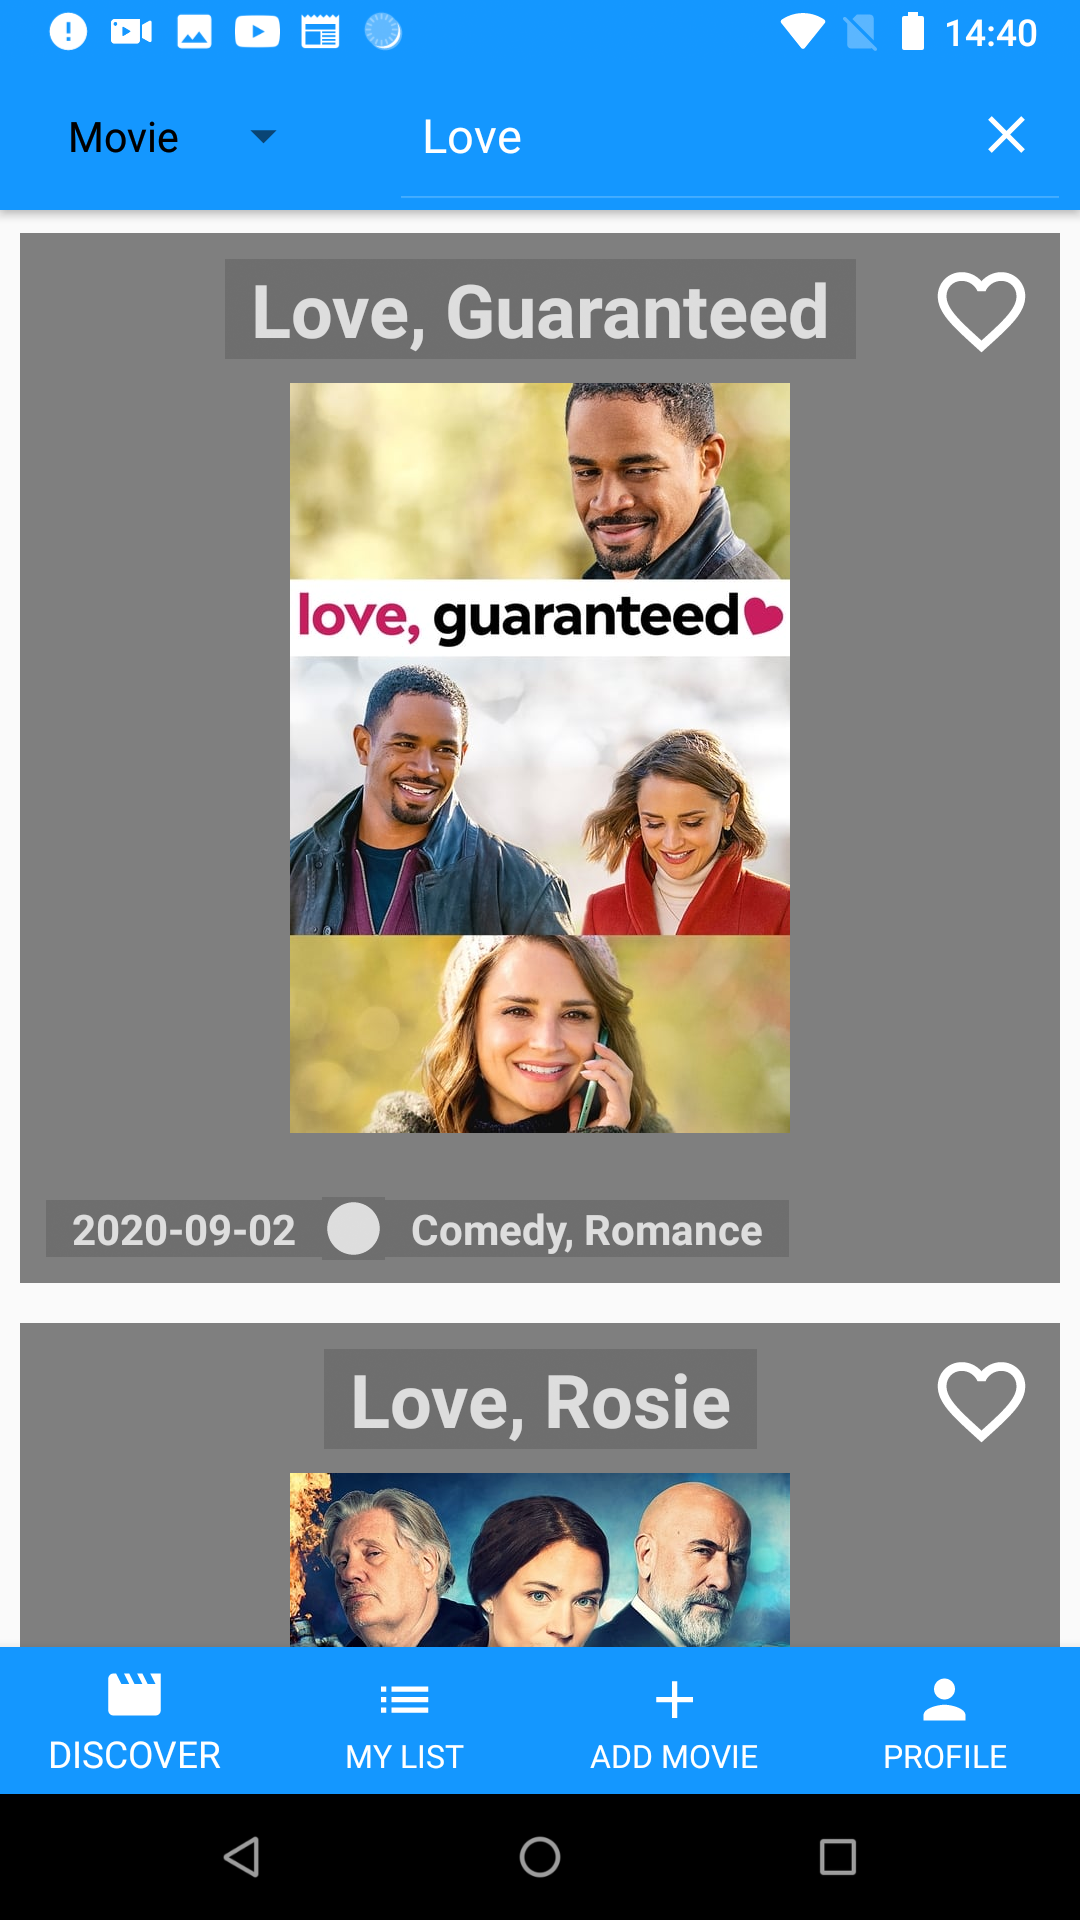 14:40
Movie
Love
Love, Guaranteed
love, guaranteed
2020-09-02
Comedy, Romance
Love, Rosie
DISCOVER
MY LIST
ADD MOVIE
PROFILE